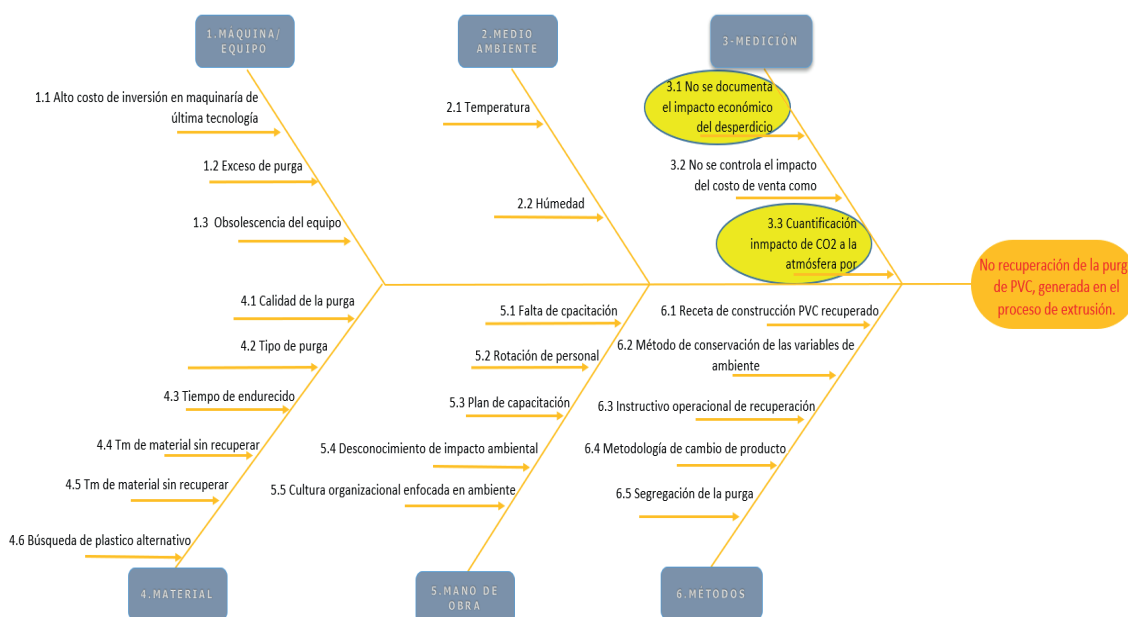 1.MÁQUINA/
EQUIPO
2.MEDIO
AMBIENTE
3-MEDICIÓN
1.1 Alto costo de inversión en maquinaría de
última tecnología
1.2 Exceso de purga
1.3 Obsolescencia del equipo
2.1 Temperatura
2.2 Húmedad
3.1 No se documenta
el impacto económico
del desperdicio
3.2 No se controla el impacto
del costo de venta como
3.3 Cuantificación
inmpacto de CO2 a la
atmósfera por
No recuperación de la purg
de PVC, generada en el
proceso de extrusión.
4.1 Calidad de la purga
4.2 Tipo de purga
4.3 Tiempo de endurecido
4.4 Tm de material sin recuperar
4.5 Tm de material sin recuperar
4.6 Búsqueda de plastico alternativo
5.1 Falta de cpacitación
5.2 Rotación de personal
5.3 Plan de capacitación
5.4 Desconocimiento de impacto ambiental
5.5 Cultura organizacional enfocada en ambiente
6.1 Receta de construcción PVC recuperado
6.2 Método de conservación de las variables de
ambiente
6.3 Instructivo operacional de recuperación
6.4 Metodología de cambio de producto
6.5 Segregación de la purga
4.MATERIAL
5.MANO DE
OBRA
6.MÉTODOS